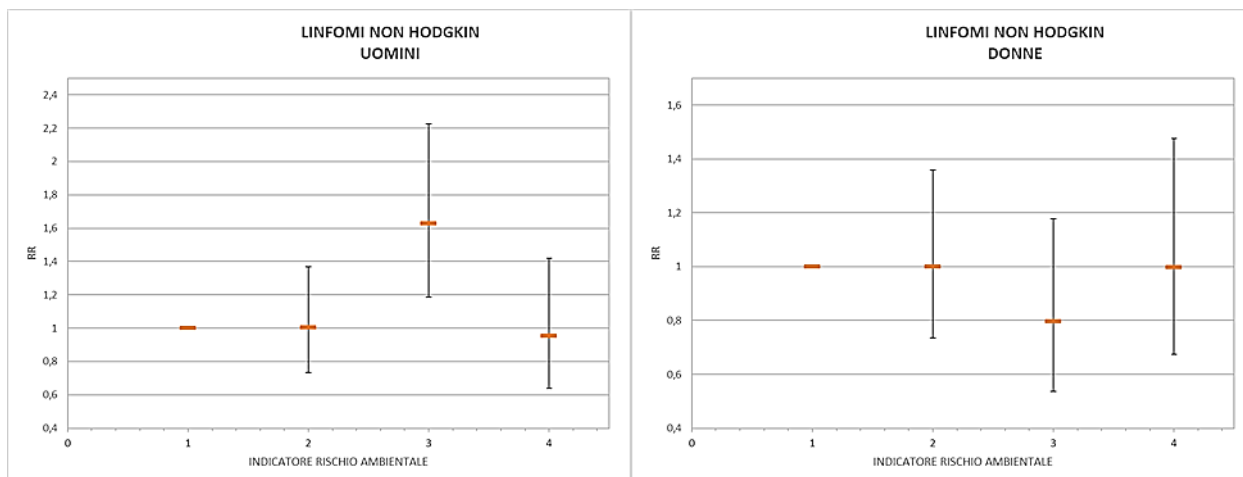 LINFOMI NON HODGKIN
UOMINI
2,4
2,2
2
1,8
1,6
1,4
1,2
1
0,8
0,6
0,4
RR
0 1 2 3 4
INDICATORE RISCHIO AMBIENTALE
LINFOMI NON HODGKIN
DONNE
1,6
1,4
1,2
1
0,8
0,6
0,4
RR
0 1 2 3 4
INDICATORE RISCHIO AMBIENTALE